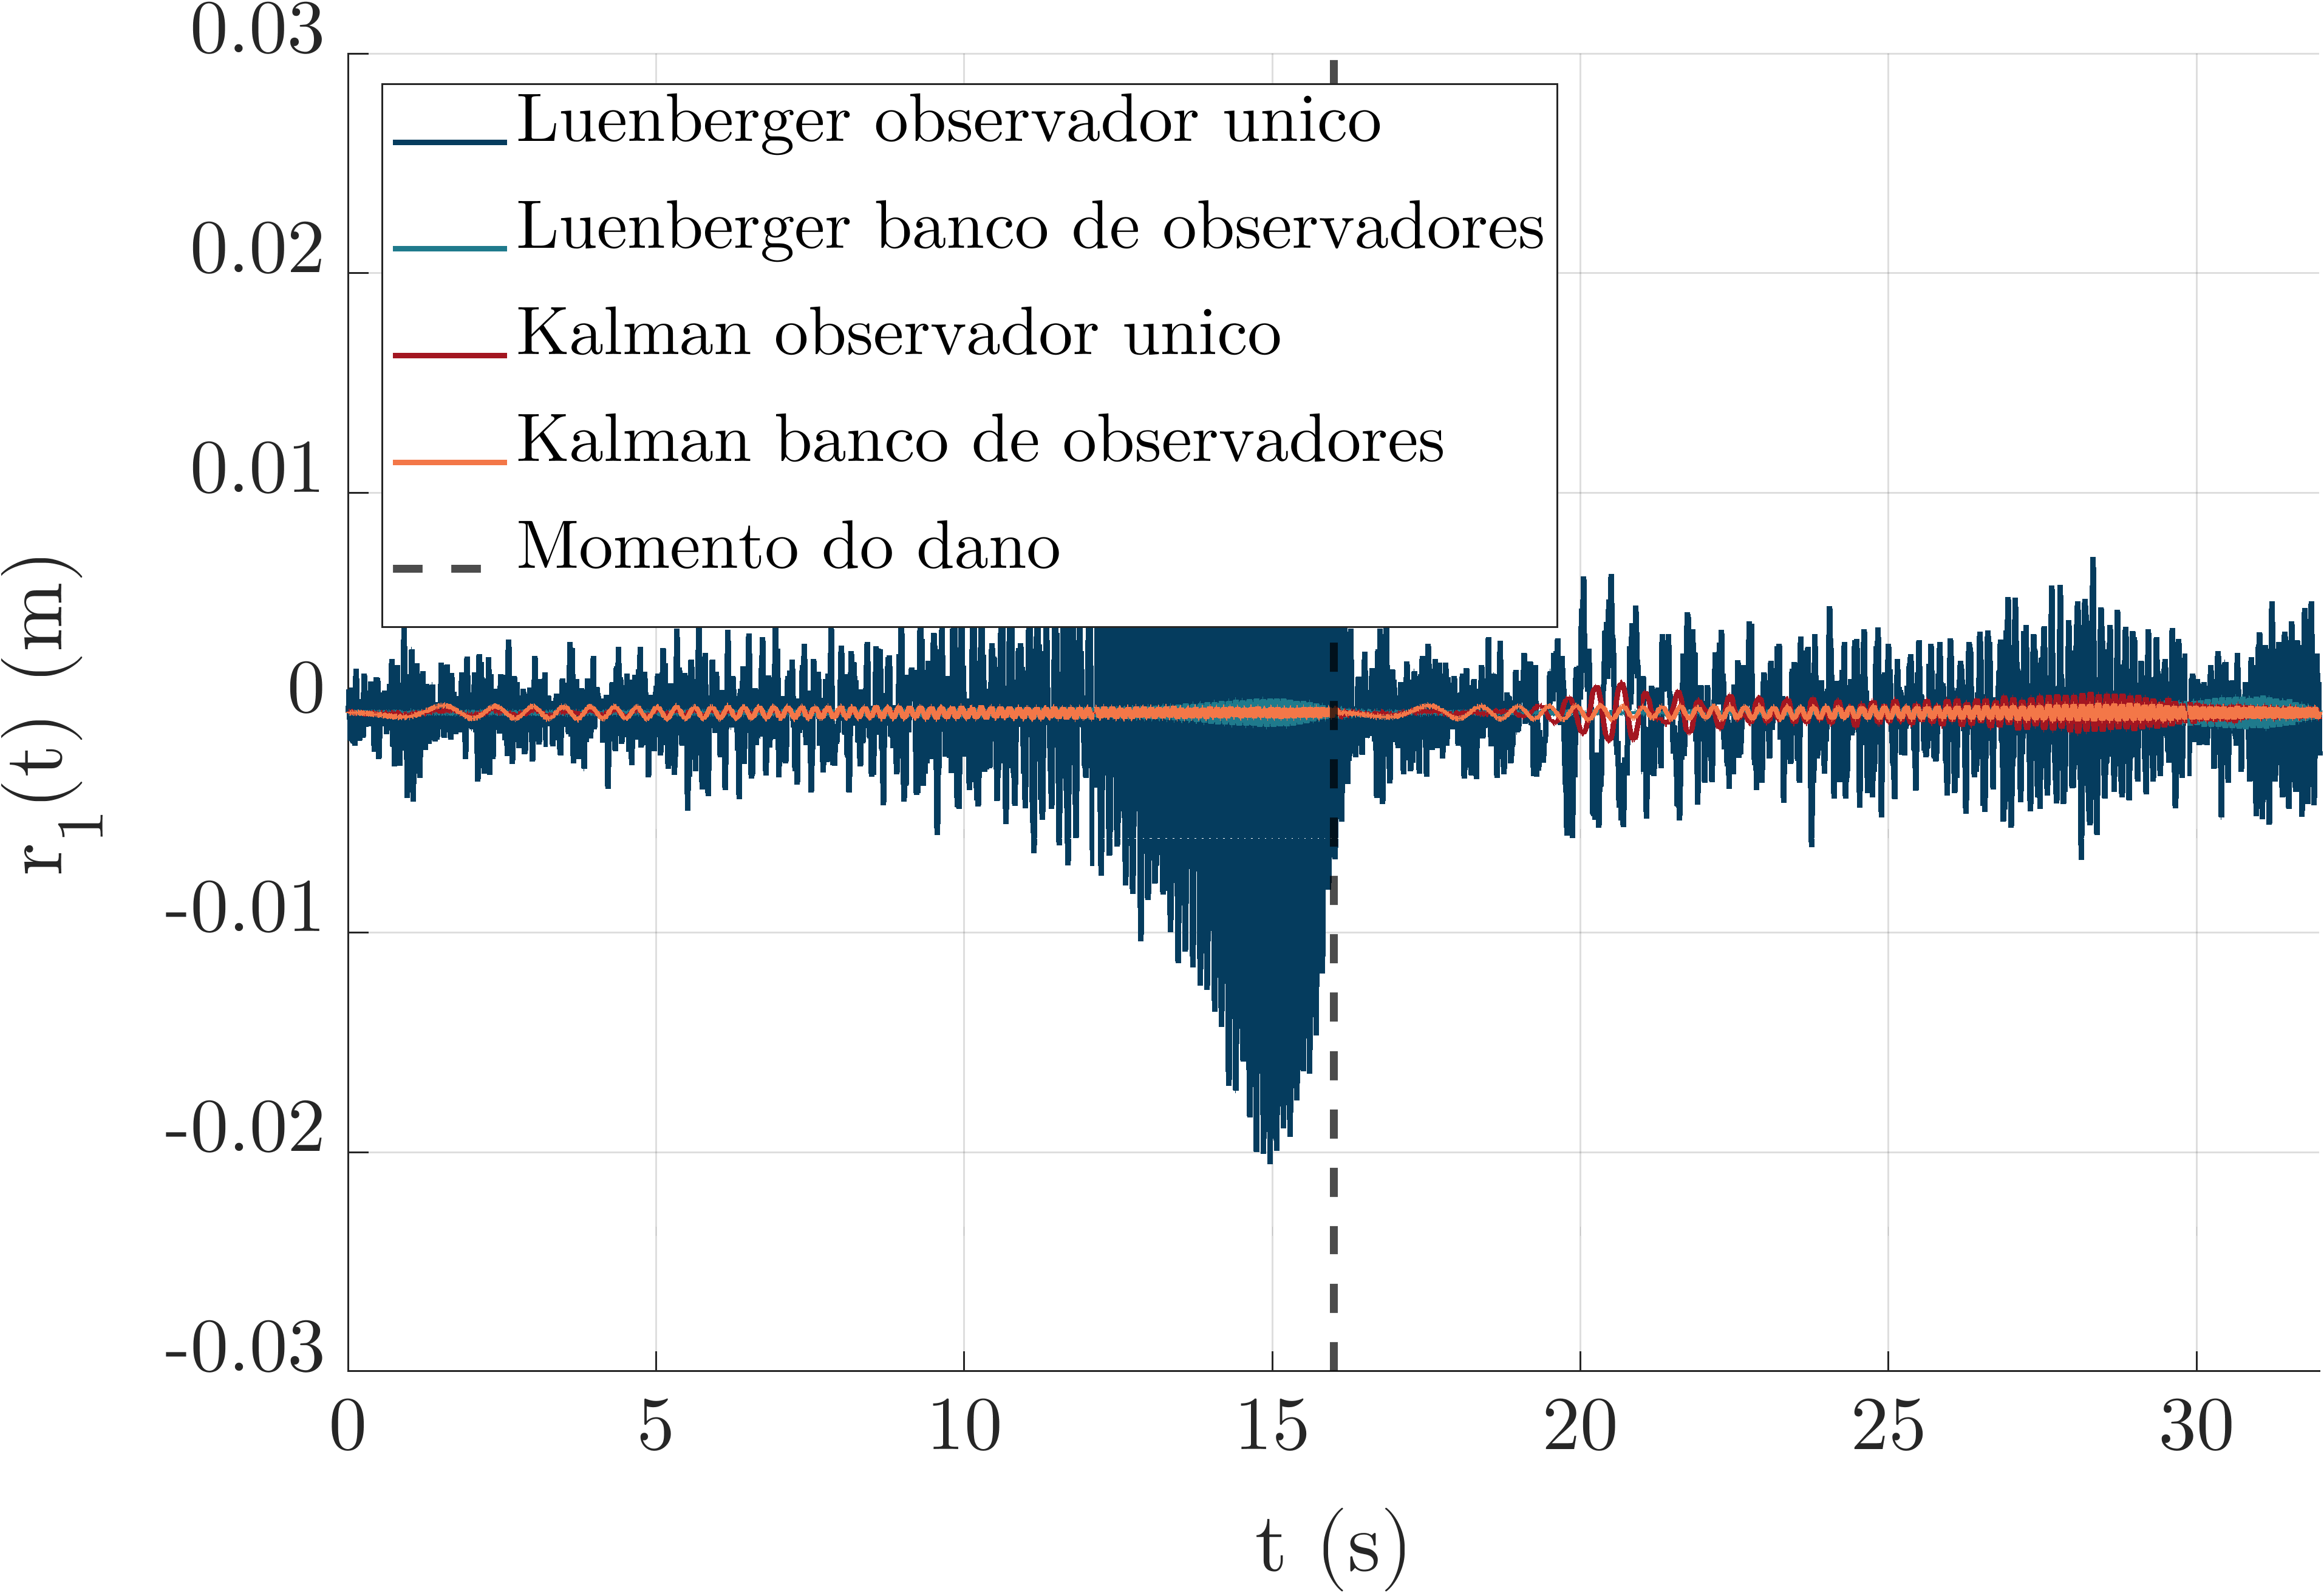 0.03
0.02
0.01
0
-0.01
-0.02
-0.03
r1(t) (m)
Luenberger observador unico
Luenberger banco de observadores
Kalman observador unico
Kalman banco de observadores
Momento do dano
0 5 10 15 20 25 30
t (s)